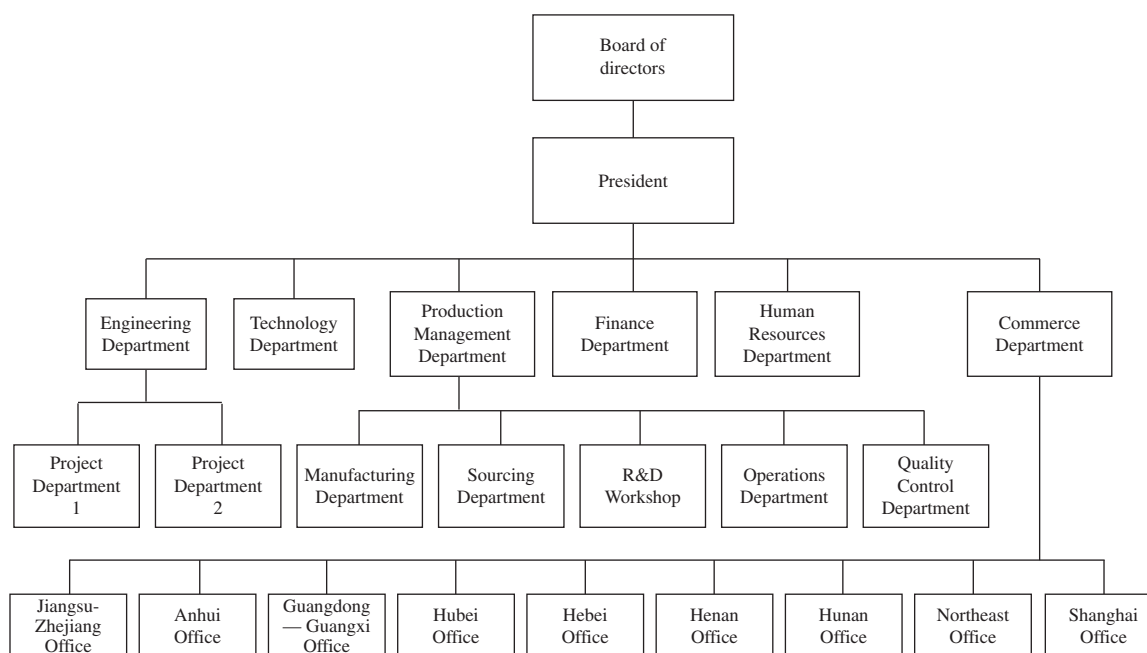 Board of
directors
President
Engineering
Department
Technology
Department
Production
Management
Department
Finance
Department
Human
Resources
Department
Commerce
Department
Project
Department
1
Project
Department
2
Manufacturing
Department
Sourcing
Department
R&D
Workshop
Operations
Department
Quality
Control
Department
Jiangsu-
Zhejiang
Office
Anhui
Office
Guangdong
— Guangxi
Office
Hubei
Office
Hebei
Office
Henan
Office
Hunan
Office
Northeast
Office
Shanghai
Office